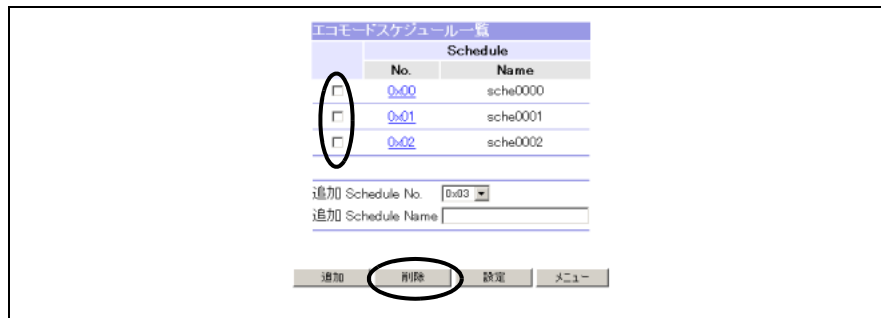 エコモードスケジュール一覧
Schedule
No. Name
0x00 sche0000
0x01 sche0001
0x02 sche0002
追加 Schedule No. 0x03
追加 Schedule Name
追加 削除 設定 メニュー